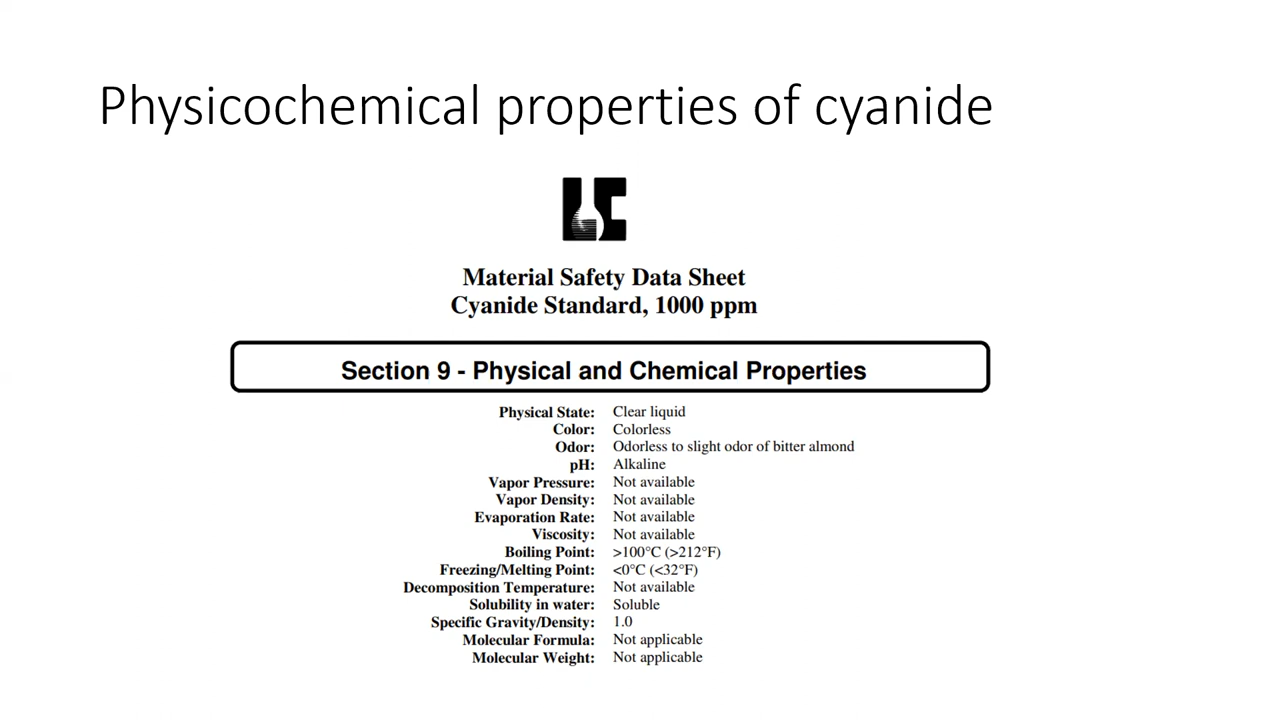 Physicochemical properties of cyanide
LC
Material Safety Data Sheet
Cyanide Standard, 1000 ppm
Section 9 - Physical and Chemical Properties
Physical State: Clear liquid
Color: Colorless
Odor: Odorless to slight odor of bitter almond
pH: Alkaline
Vapor Pressure: Not available
Vapor Density: Not available
Evaporation Rate: Not available
Viscosity: Not available
Boiling Point: >100°C (>212°F)
Freezing/Melting Point: <0°C (<32°F)
Decomposition Temperature: Not available
Solubility in water: Soluble
Specific Gravity/Density: 1.0
Molecular Formula: Not applicable
Molecular Weight: Not applicable